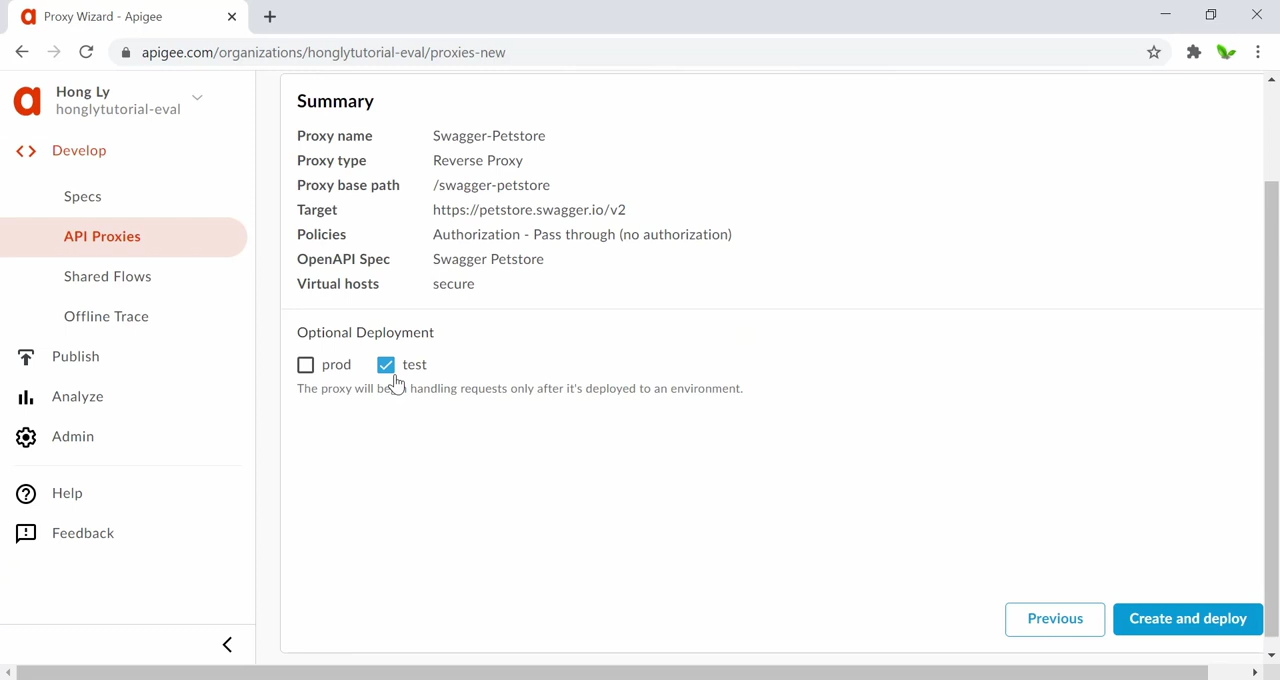 Proxy Wizard - Apigee
apigee.com/organizations/honglytutorial-eval/proxies-new
Hong Ly
honglytutorial-eval
Develop
Specs
API Proxies
Shared Flows
Offline Trace
Publish
Analyze
Admin
Help
Feedback
Summary
Proxy name Swagger-Petstore
Proxy type Reverse Proxy
Proxy base path /swagger-petstore
Target https://petstore.swagger.io/v2
Policies Authorization - Pass through (no authorization)
OpenAPI Spec Swagger Petstore
Virtual hosts secure
Optional Deployment
prod test
The proxy will be handling requests only after it's deployed to an environment.
Previous Create and deploy